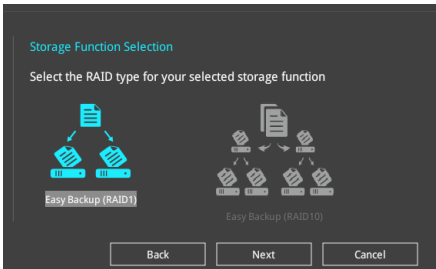 Storage Function Selection
Select the RAID type for your selected storage function
Easy Backup (RAID1)
Easy Backup (RAID10)
Back
Next
Cancel